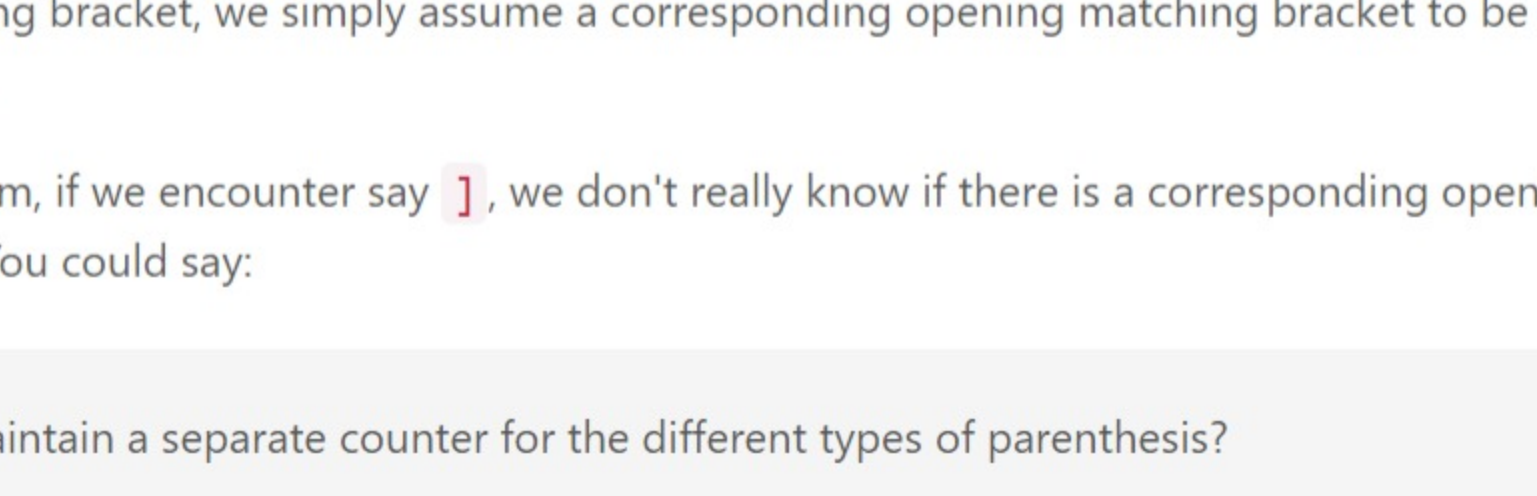 ng bracket, we simply assume a corresponding opening matching bracket to be
m, if we encounter say ], we don't really know if there is a corresponding open
ou could say:
aintain a separate counter for the different types of parenthesis?